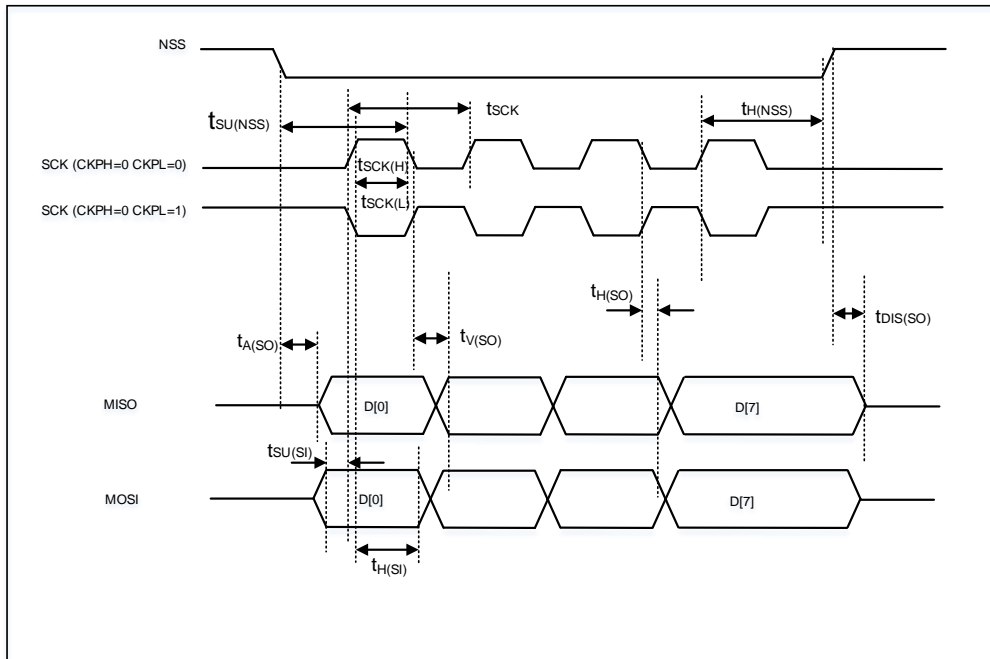 NSS
tSCK
tH(NSS)
tSU(NSS)
SCK (CKPH=0 CKPL=0)
tSCK(H)
tSCK(L)
SCK (CKPH=0 CKPL=1)
tH(SO)
tDIS(SO)
tV(SO)
tA(SO)
MISO
D[0]
D[7]
tSU(SI)
MOSI
D[0]
D[7]
tH(SI)